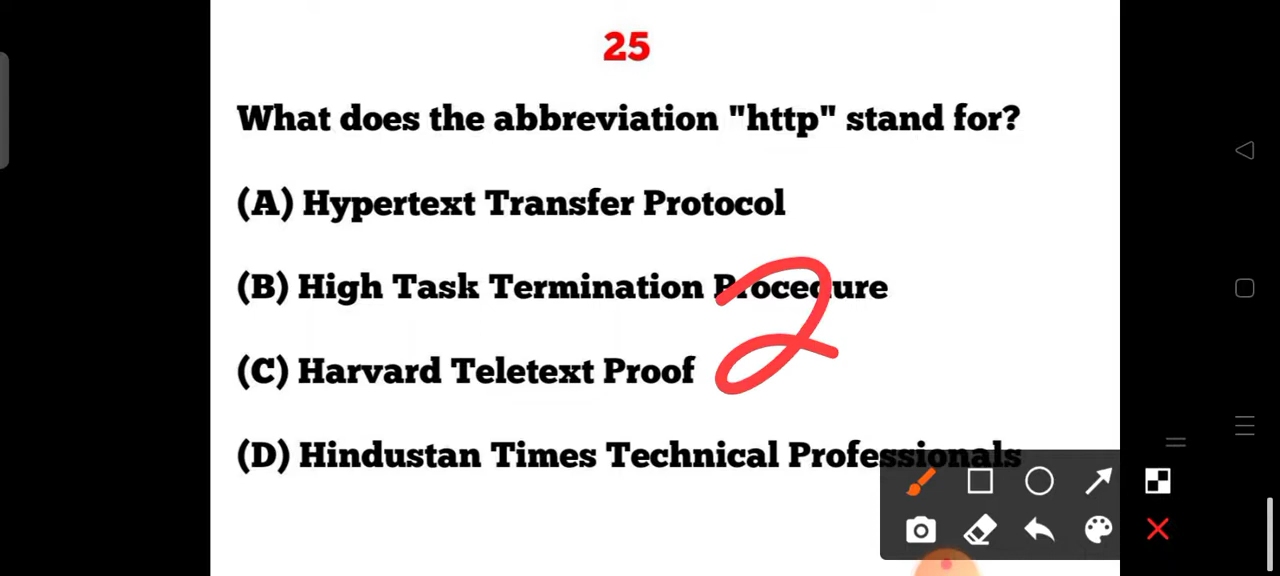 25
What does the abbreviation "http" stand for?
(A) Hypertext Transfer Protocol
(B) High Task Termination Procedure
(C) Harvard Teletext Proof
2
(D) Hindustan Times Technical Professionals